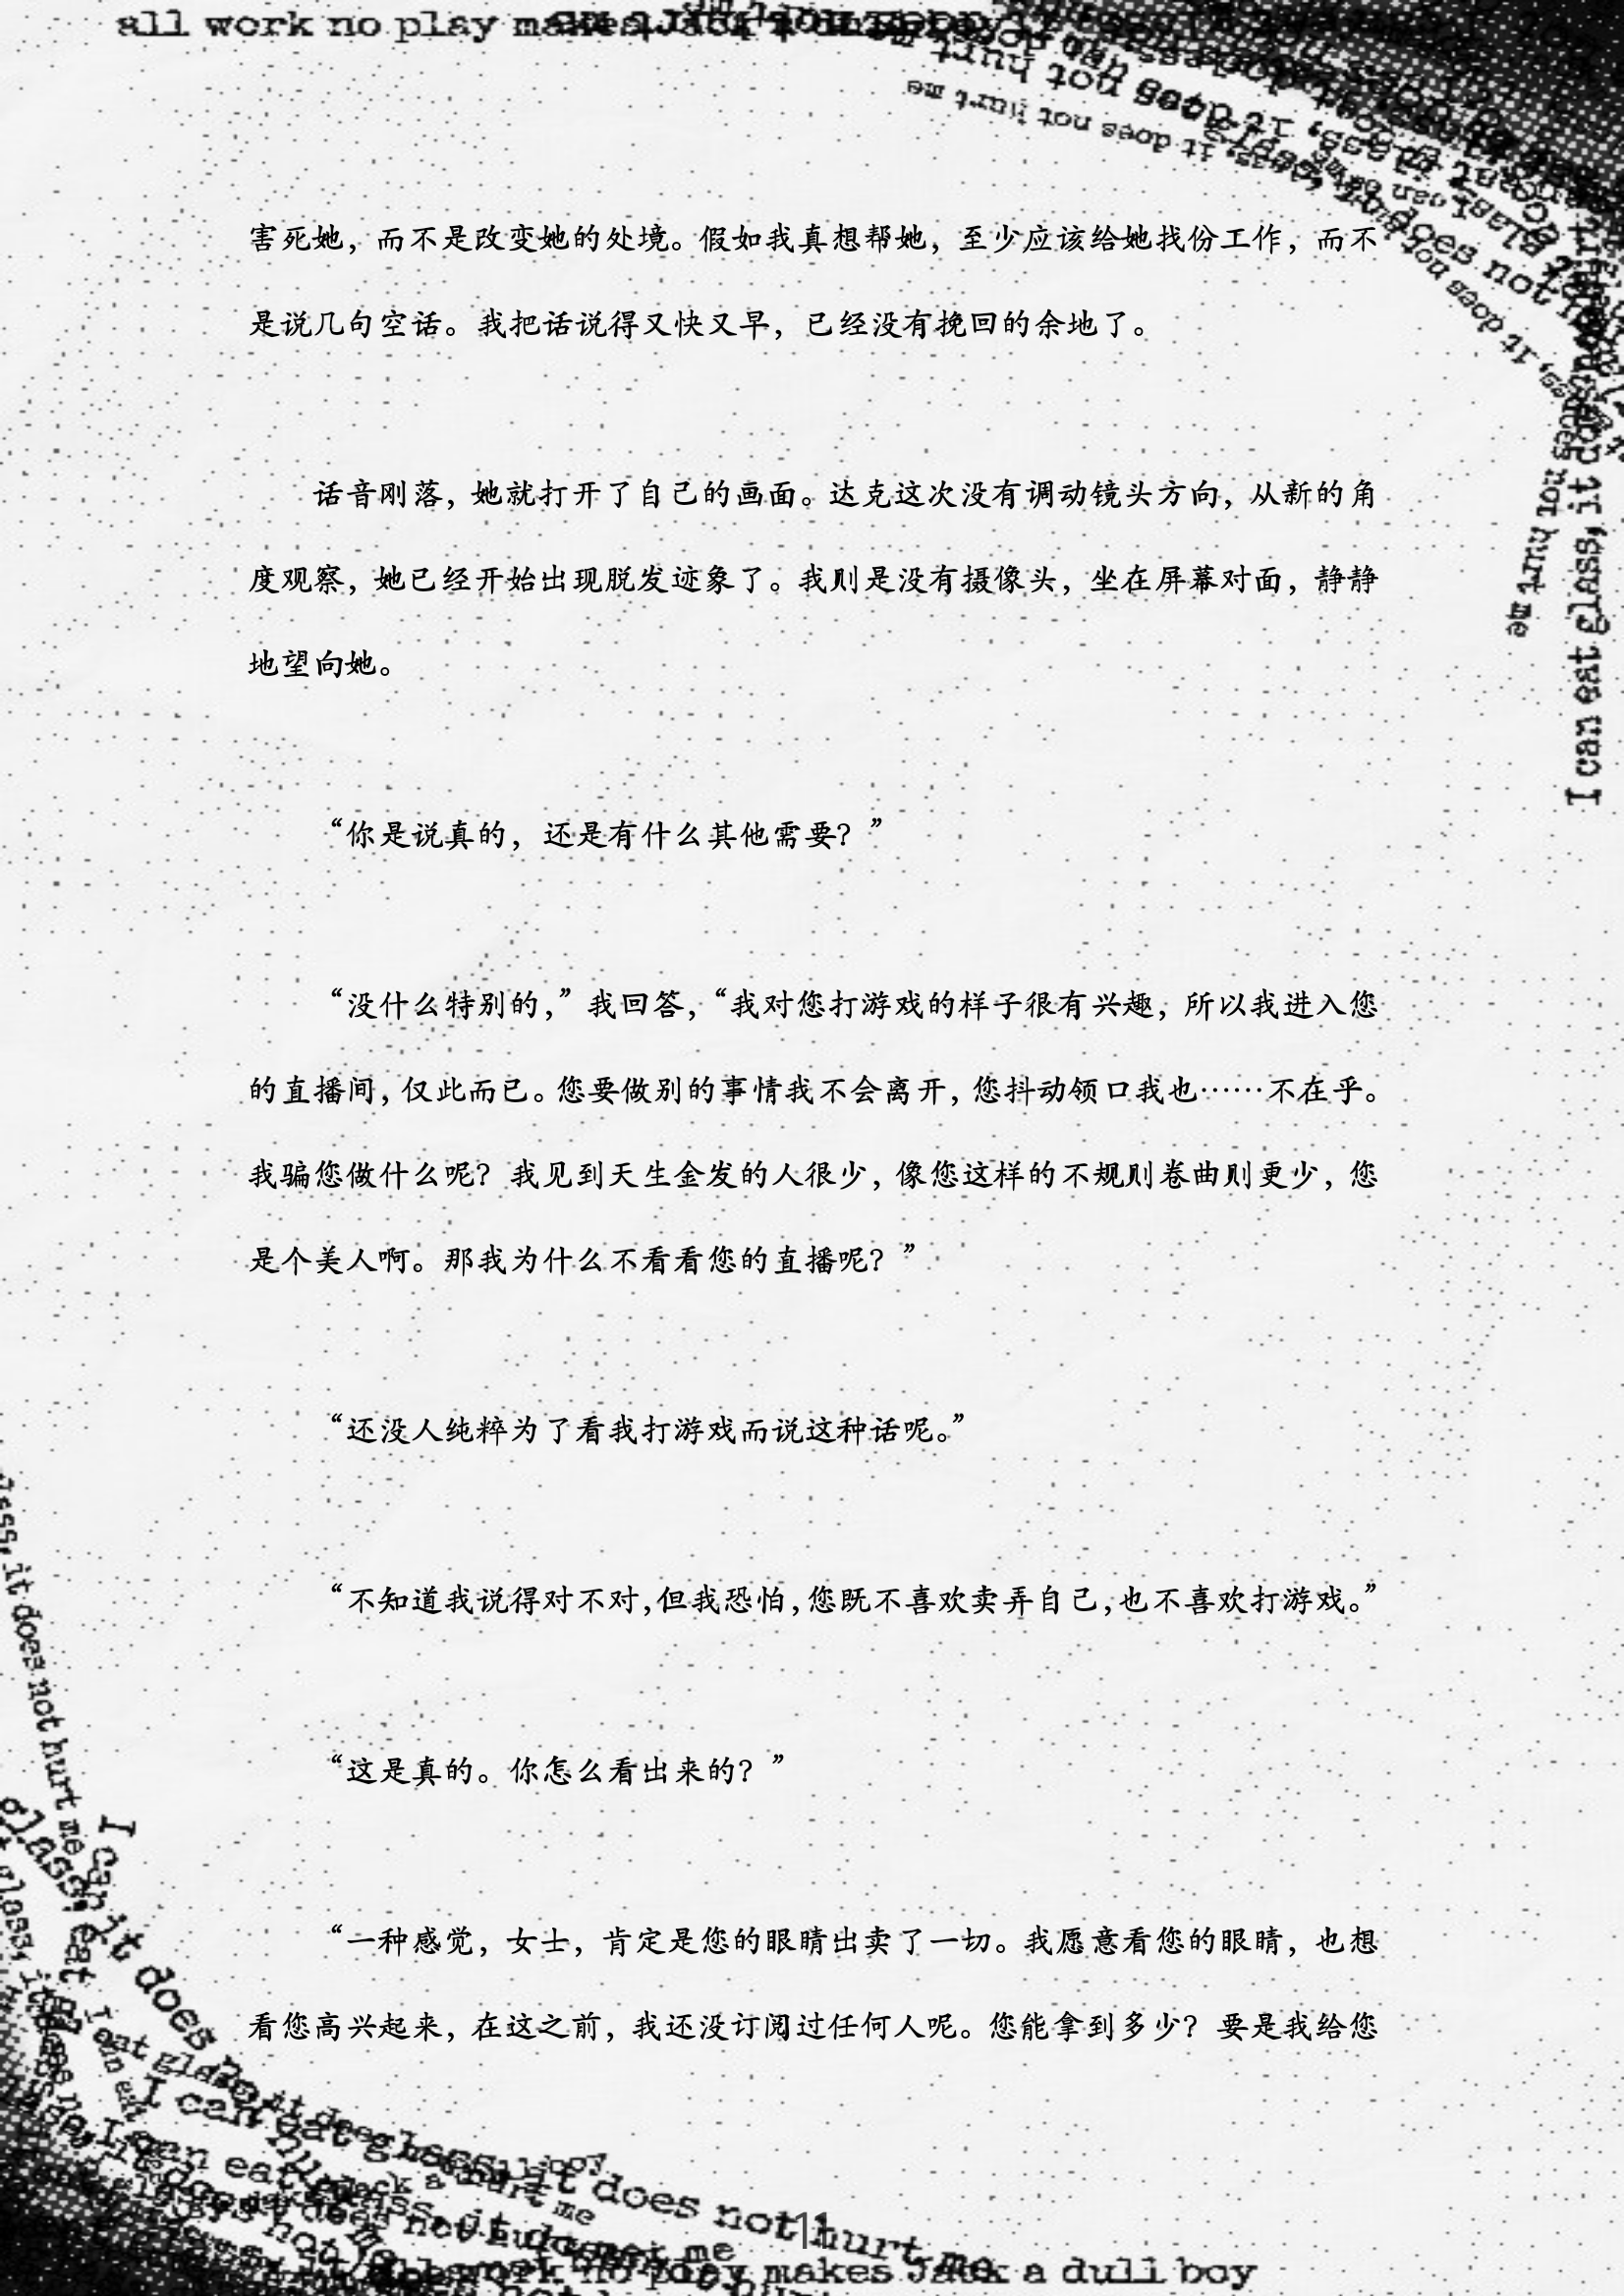 all work no play makes Jack a dull boy
it does not hurt me
害死她，而不是改变她的处境。假如我真想帮她，至少应该给她找份工作，而不
是说几句空话。我把话说得又快又早，已经没有挽回的余地了。
话音刚落，她就打开了自己的画面。达克这次没有调动镜头方向，从新的角
度观察，她已经开始出现脱发迹象了。我则是没有摄像头，坐在屏幕对面，静静
地望向她。
I can eat glass, it does not hurt me
“你是说真的，还是有什么其他需要？”
“没什么特别的，”我回答，“我对您打游戏的样子很有兴趣，所以我进入您
的直播间，仅此而已。您要做别的事情我不会离开，您抖动领口我也……不在乎。
我骗您做什么呢？我见到天生金发的人很少，像您这样的不规则卷曲则更少，您
是个美人啊。那我为什么不看看您的直播呢？”
“还没人纯粹为了看我打游戏而说这种话呢。”
“不知道我说得对不对，但我恐怕，您既不喜欢卖弄自己，也不喜欢打游戏。”
“这是真的。你怎么看出来的？”
“一种感觉，女士，肯定是您的眼睛出卖了一切。我愿意看您的眼睛，也想
看您高兴起来，在这之前，我还没订阅过任何人呢。您能拿到多少？要是我给您
glass, it does not hurt me
I can eat glass, it does not hurt me
11
makes Jack a dull boy